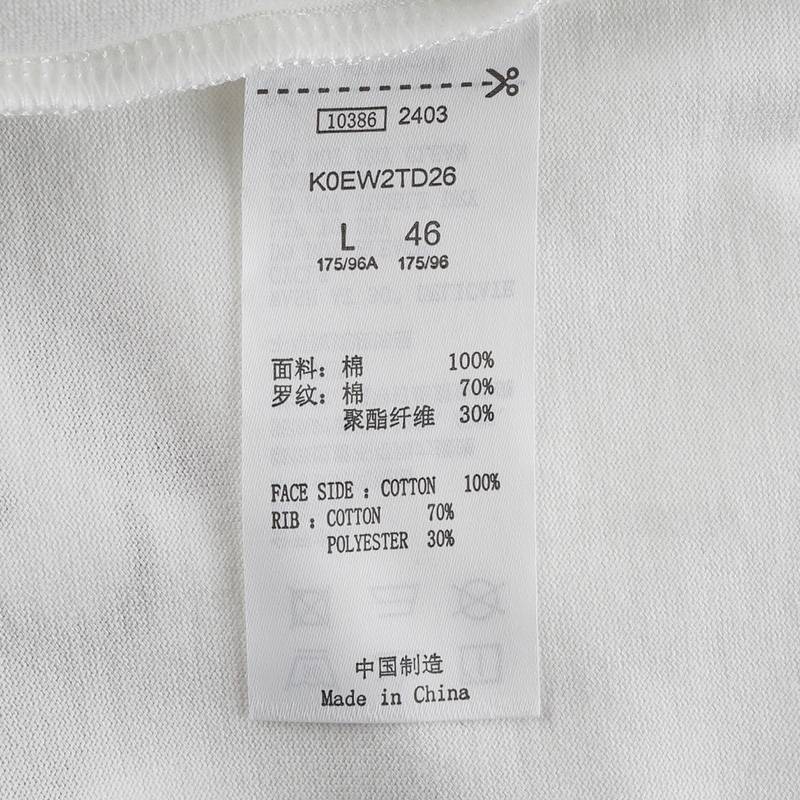 10386 2403
K0EW2TD26
L 46
175/96A 175/96
面料：棉 100%
罗纹：棉 70%
聚酯纤维 30%
FACE SIDE : COTTON 100%
RIB : COTTON 70%
POLYESTER 30%
中国制造
Made in China